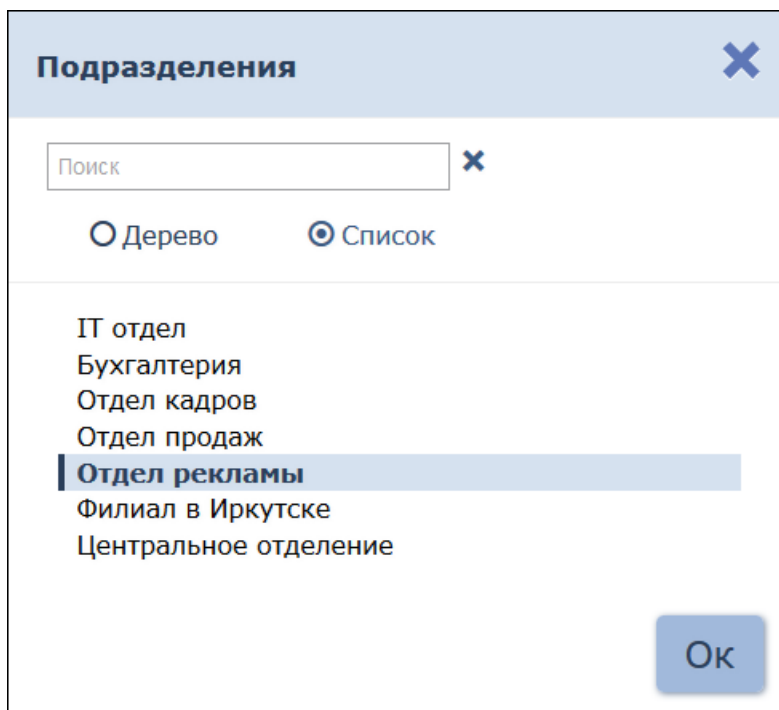 Подразделения
Поиск
Дерево Список
IT отдел
Бухгалтерия
Отдел кадров
Отдел продаж
Отдел рекламы
Филиал в Иркутске
Центральное отделение
Ок